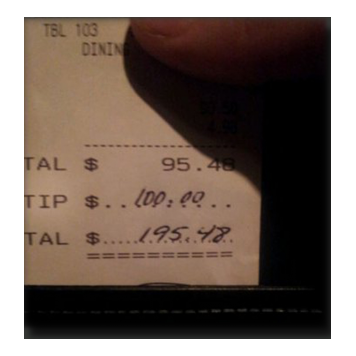 TBL 103
DINING
TAL $ 95.48
TIP $..100.00...
TAL $.....195.48..
==========